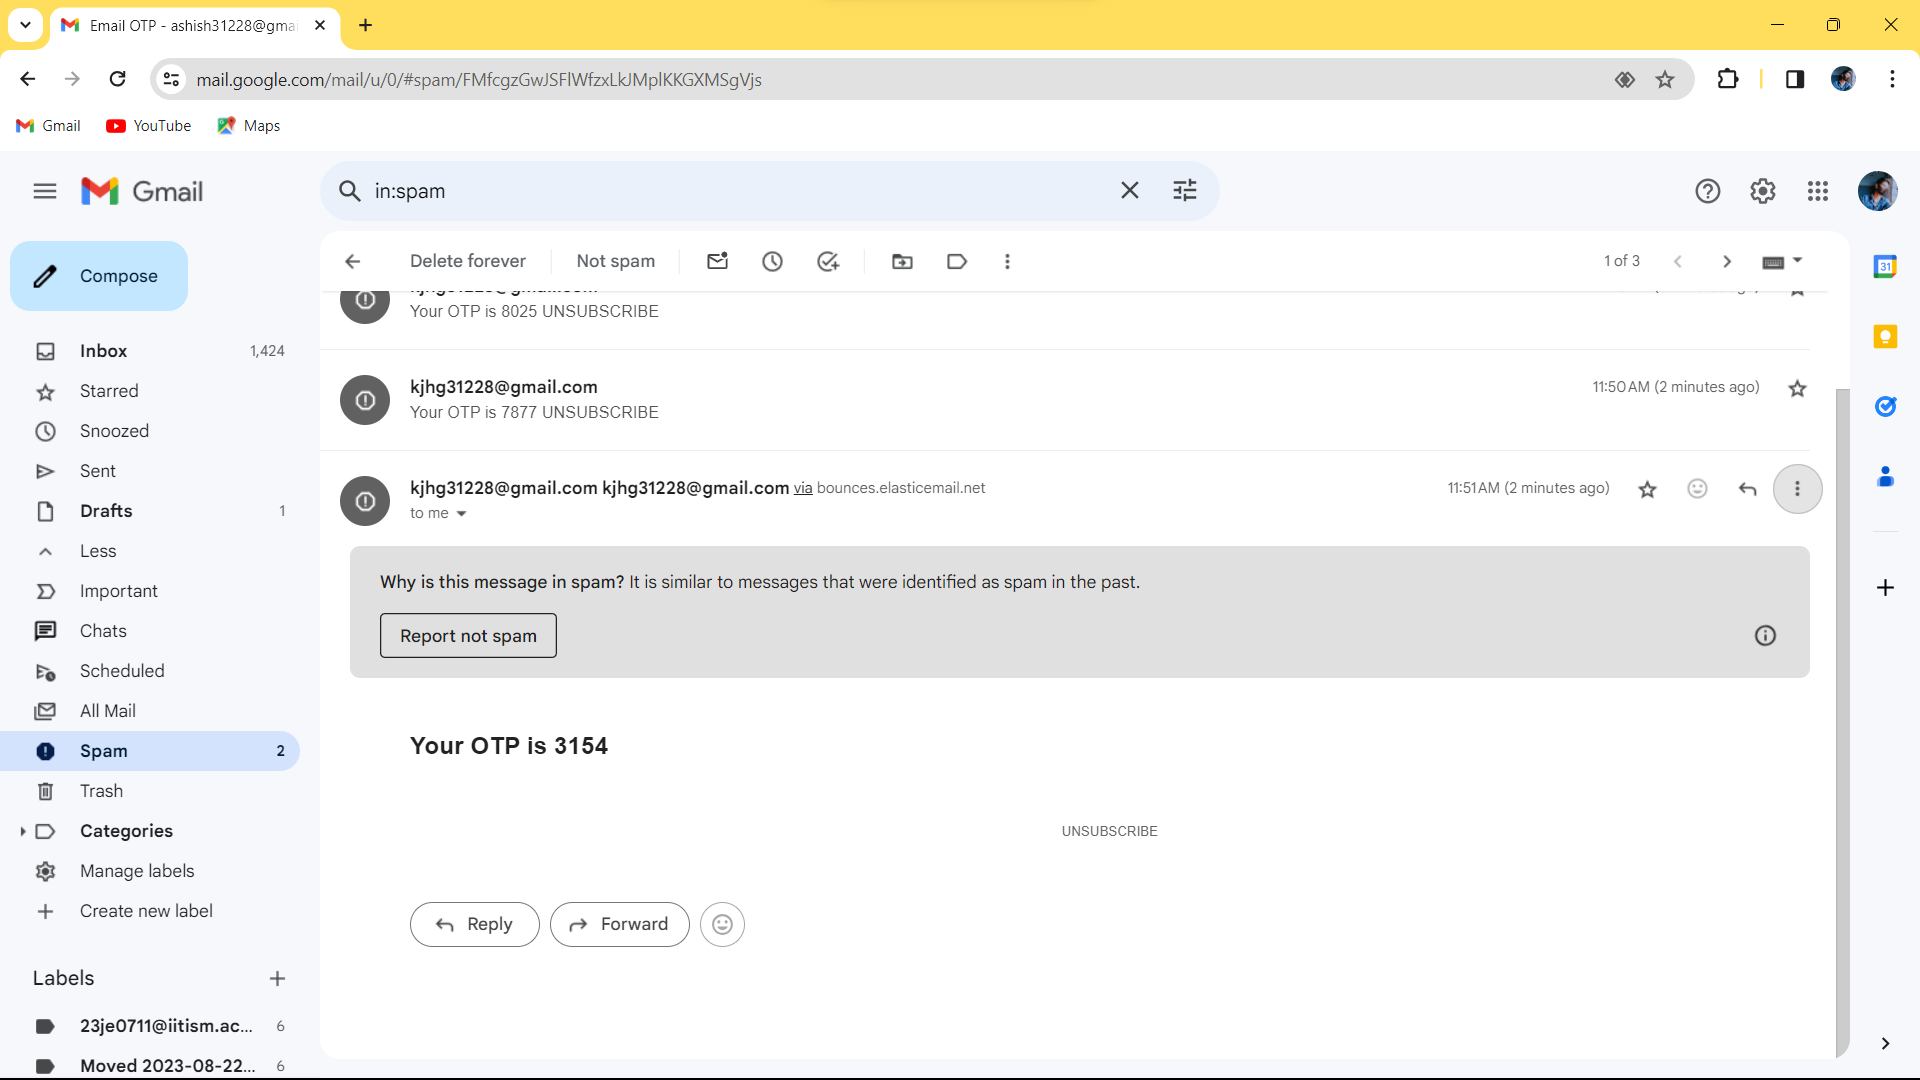 Email OTP - ashish31228@gmai
mail.google.com/mail/u/0/#spam/FMfcgzGwJSFlWfzxLkJMplKKGXMSgVjs
Gmail YouTube Maps
Gmail
in:spam
Compose
Delete forever Not spam 1 of 3
Your OTP is 8025 UNSUBSCRIBE
kjhg31228@gmail.com 11:50 AM (2 minutes ago)
Your OTP is 7877 UNSUBSCRIBE
kjhg31228@gmail.com kjhg31228@gmail.com via bounces.elasticemail.net 11:51 AM (2 minutes ago)
to me
Why is this message in spam? It is similar to messages that were identified as spam in the past.
Report not spam
Your OTP is 3154
UNSUBSCRIBE
Reply Forward
Inbox 1,424
Starred
Snoozed
Sent
Drafts 1
Less
Important
Chats
Scheduled
All Mail
Spam 2
Trash
Categories
Manage labels
Create new label
Labels
23je0711@iitism.ac... 6
Moved 2023-08-22... 6
31